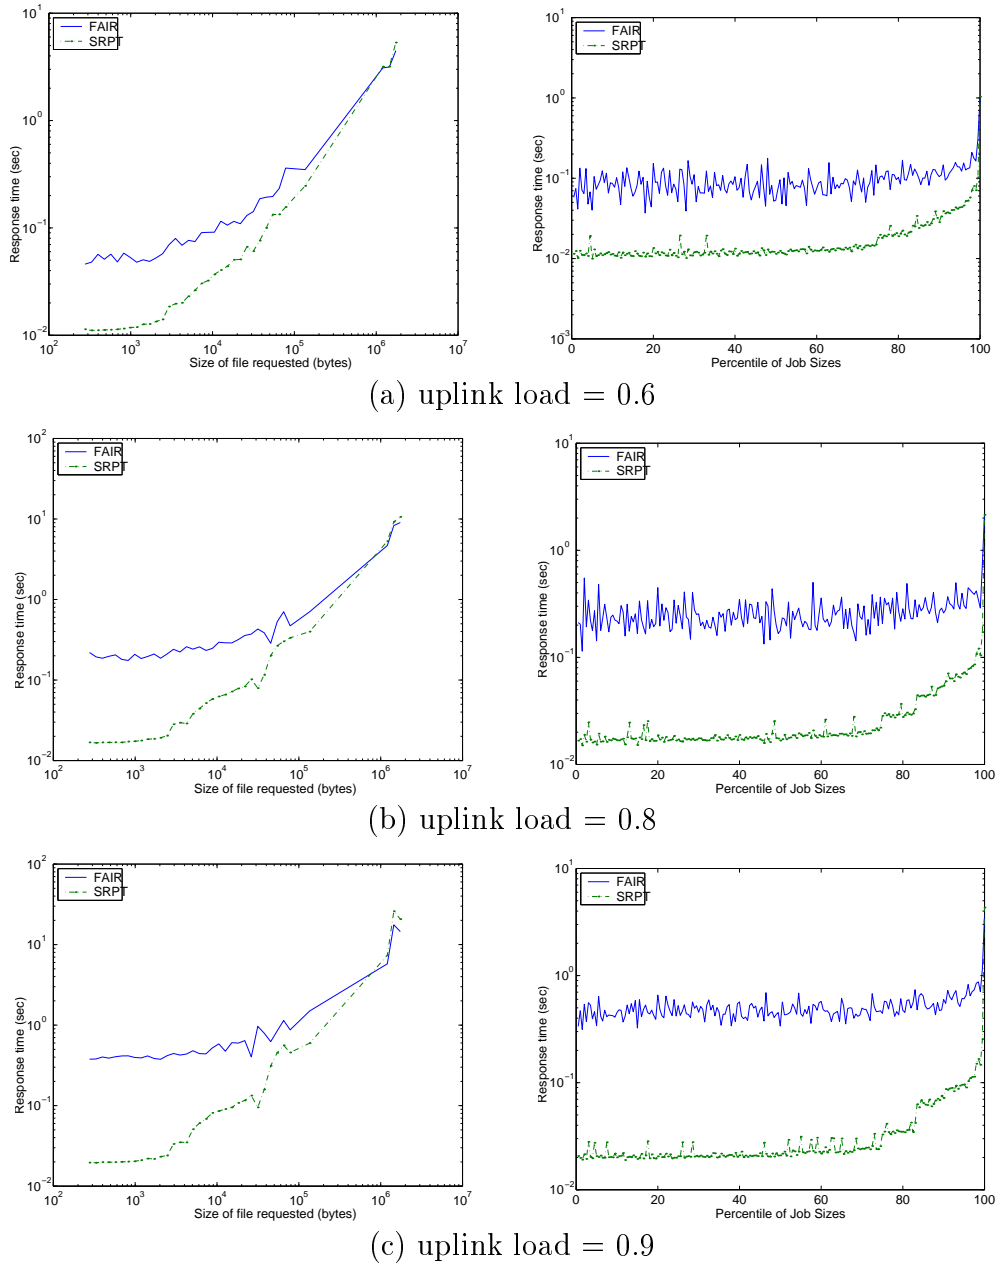 FAIR
SRPT
Response time (sec)
10^1
10^0
10^-1
10^-2
10^2 10^3 10^4 10^5 10^6 10^7
Size of file requested (bytes)
FAIR
SRPT
Response time (sec)
10^1
10^0
10^-1
10^-2
10^-3
0 20 40 60 80 100
Percentile of Job Sizes
(a) uplink load = 0.6
FAIR
SRPT
Response time (sec)
10^2
10^1
10^0
10^-1
10^-2
10^2 10^3 10^4 10^5 10^6 10^7
Size of file requested (bytes)
FAIR
SRPT
Response time (sec)
10^1
10^0
10^-1
10^-2
0 20 40 60 80 100
Percentile of Job Sizes
(b) uplink load = 0.8
FAIR
SRPT
Response time (sec)
10^2
10^1
10^0
10^-1
10^-2
10^2 10^3 10^4 10^5 10^6 10^7
Size of file requested (bytes)
FAIR
SRPT
Response time (sec)
10^1
10^0
10^-1
10^-2
0 20 40 60 80 100
Percentile of Job Sizes
(c) uplink load = 0.9